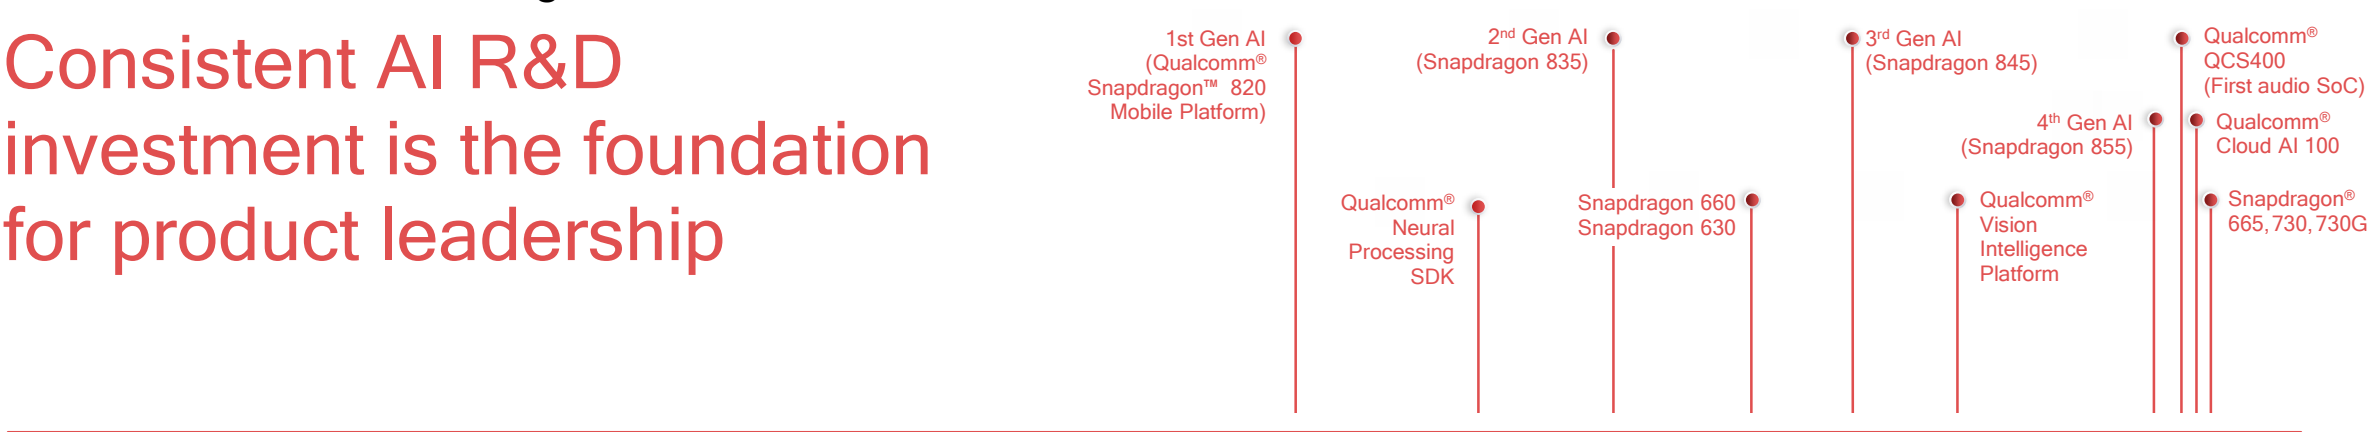 Consistent AI R&D
investment is the foundation
for product leadership
1st Gen AI
(Qualcomm®
Snapdragon™ 820
Mobile Platform)
Qualcomm®
Neural
Processing
SDK
2nd Gen AI
(Snapdragon 835)
Snapdragon 660
Snapdragon 630
3rd Gen AI
(Snapdragon 845)
Qualcomm®
Vision
Intelligence
Platform
4th Gen AI
(Snapdragon 855)
Qualcomm®
QCS400
(First audio SoC)
Qualcomm®
Cloud AI 100
Snapdragon®
665, 730, 730G